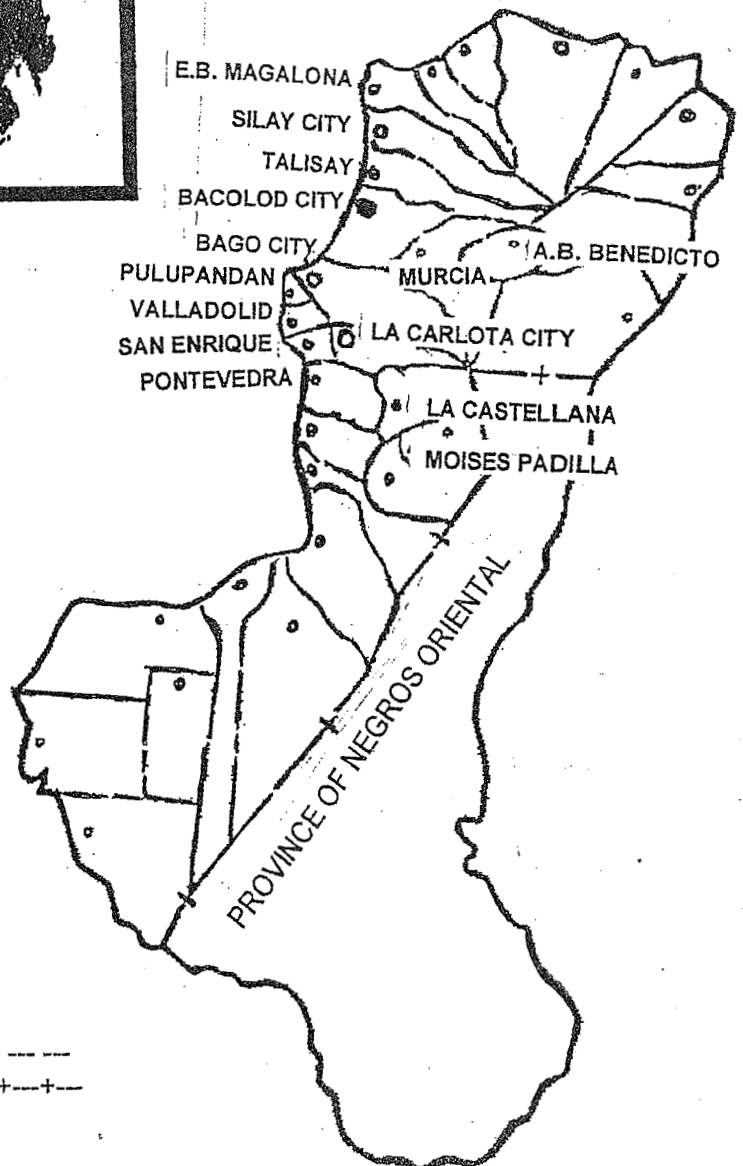 E.B. MAGALONA
SILAY CITY
TALISAY
BACOLOD CITY
BAGO CITY
A.B. BENEDICTO
PULUPANDAN
MURCIA
VALLADOLID
LA CARLOTA CITY
SAN ENRIQUE
PONTEVEDRA
LA CASTELLANA
MOISES PADILLA
PROVINCE OF NEGROS ORIENTAL